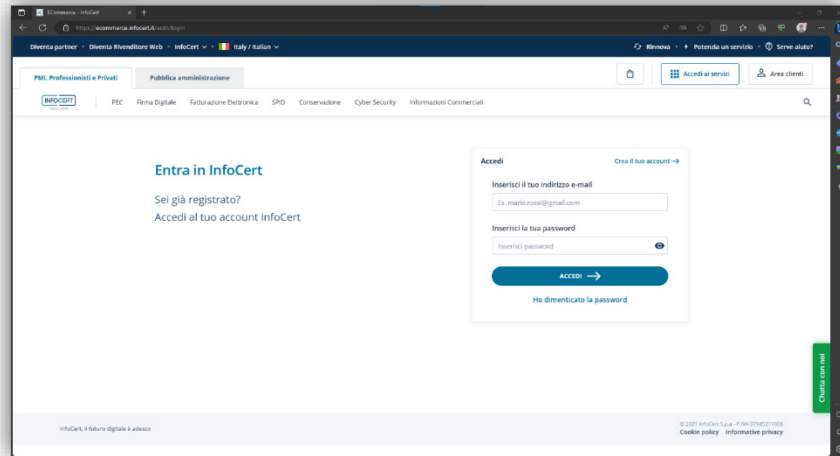 ECommerce - InfoCert
https://ecommerce.infocert.it/auth/login
Diventa partner • Diventa Rivenditore Web • InfoCert • Italy / Italian
Rinnova • Potenzia un servizio • Serve aiuto?
PMI, Professionisti e Privati
Pubblica amministrazione
Accedi ai servizi
Area clienti
INFOCERT
PEC Firma Digitale Fatturazione Elettronica SPID Conservazione Cyber Security Informazioni Commerciali
Entra in InfoCert
Sei già registrato?
Accedi al tuo account InfoCert
Accedi
Crea il tuo account →
Inserisci il tuo indirizzo e-mail
Es. mario.rossi@gmail.com
Inserisci la tua password
Inserisci password
ACCEDI →
Ho dimenticato la password
Chatta con noi
InfoCert, il futuro digitale è adesso
© 2021 InfoCert S.p.a - P.IVA 07945211006
Cookie policy Informative privacy